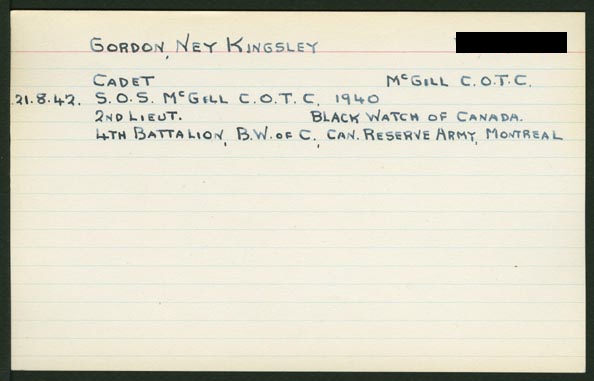 GORDON, NEY KINGSLEY
CADET McGILL C.O.T.C.
21.8.42. S.O.S. McGILL C.O.T.C. 1940
2ND LIEUT. BLACK WATCH OF CANADA.
4TH BATTALION, B.W. OF C., CAN. RESERVE ARMY, MONTREAL